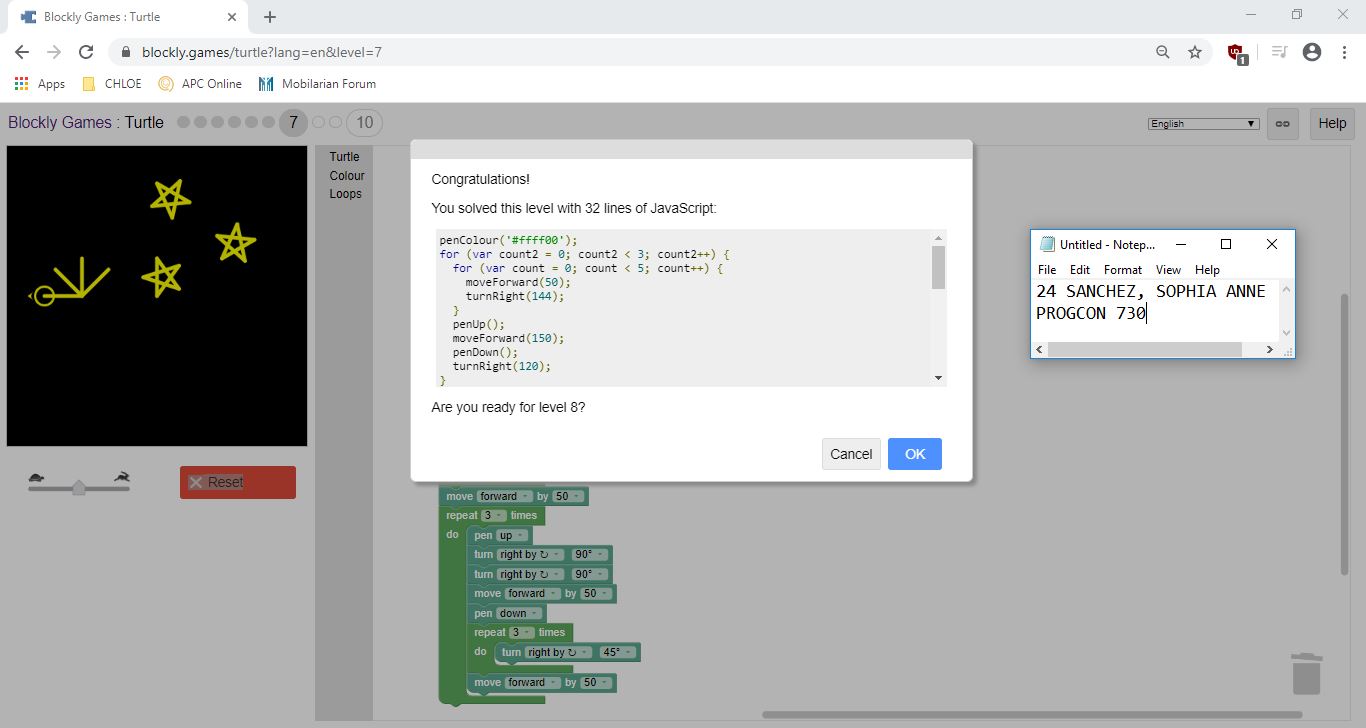 Blockly Games : Turtle
blockly.games/turtle?lang=en&level=7
1
Apps
CHLOE
APC Online
Mobilarian Forum
Blockly Games : Turtle
7
10
English
Help
Turtle
Colour
Loops
Congratulations!
You solved this level with 32 lines of JavaScript:
penColour('#ffff00');
for (var count2 = 0; count2 < 3; count2++) {
for (var count = 0; count < 5; count++) {
moveForward(50);
turnRight(144);
}
penUp();
moveForward(150);
penDown();
turnRight(120);
}
Are you ready for level 8?
Cancel
OK
Untitled - Notep...
File Edit Format View Help
24 SANCHEZ, SOPHIA ANNE
PROGCON 730
Reset
move forward by 50
repeat 3 times
do pen up
turn right by ↻ 90°
turn right by ↻ 90°
move forward by 50
pen down
repeat 3 times
do turn right by ↻ 45°
move forward by 50